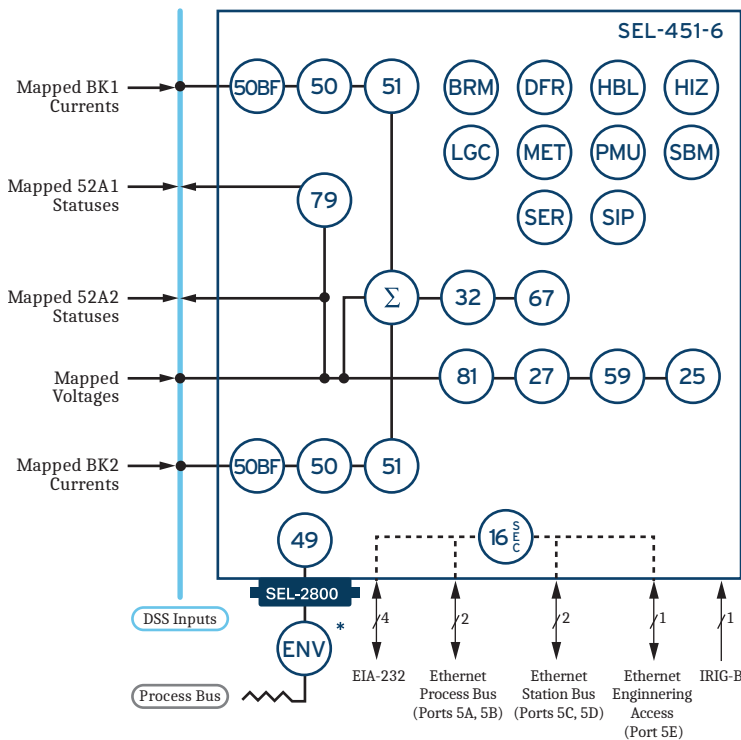 SEL-451-6
Mapped BK1
Currents
50BF
50
51
BRM
DFR
HBL
HIZ
LGC
MET
PMU
SBM
Mapped 52A1
Statuses
79
SER
SIP
Mapped 52A2
Statuses
Σ
32
67
Mapped
Voltages
81
27
59
25
Mapped BK2
Currents
50BF
50
51
49
16 SEC
SEL-2800
DSS Inputs
4
2
2
1
1
ENV
*
Process Bus
EIA-232
Ethernet
Process Bus
(Ports 5A, 5B)
Ethernet
Station Bus
(Ports 5C, 5D)
Ethernet
Enginnering
Access
(Port 5E)
IRIG-B